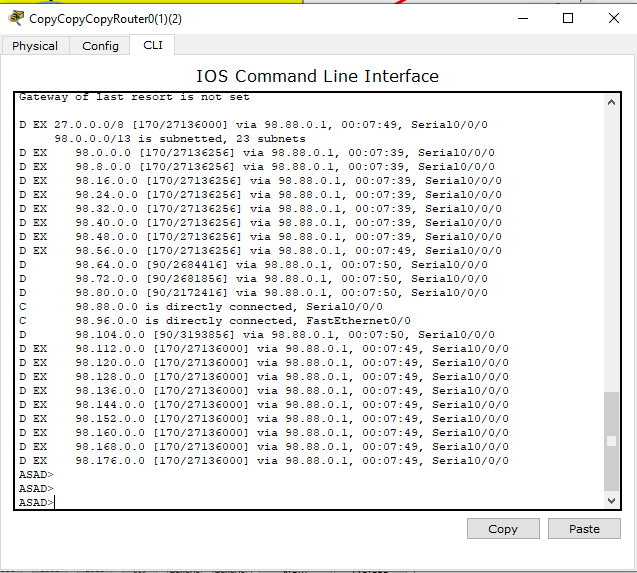 CopyCopyCopyRouter0(1)(2)
Physical Config CLI
IOS Command Line Interface
Gateway of last resort is not set
D EX 27.0.0.0/8 [170/27136000] via 98.88.0.1, 00:07:49, Serial0/0/0
98.0.0.0/13 is subnetted, 23 subnets
D EX 98.0.0.0 [170/27136256] via 98.88.0.1, 00:07:39, Serial0/0/0
D EX 98.8.0.0 [170/27136256] via 98.88.0.1, 00:07:39, Serial0/0/0
D EX 98.16.0.0 [170/27136256] via 98.88.0.1, 00:07:39, Serial0/0/0
D EX 98.24.0.0 [170/27136256] via 98.88.0.1, 00:07:39, Serial0/0/0
D EX 98.32.0.0 [170/27136256] via 98.88.0.1, 00:07:39, Serial0/0/0
D EX 98.40.0.0 [170/27136256] via 98.88.0.1, 00:07:39, Serial0/0/0
D EX 98.48.0.0 [170/27136256] via 98.88.0.1, 00:07:39, Serial0/0/0
D EX 98.56.0.0 [170/27136256] via 98.88.0.1, 00:07:49, Serial0/0/0
D 98.64.0.0 [90/2684416] via 98.88.0.1, 00:07:50, Serial0/0/0
D 98.72.0.0 [90/2681856] via 98.88.0.1, 00:07:50, Serial0/0/0
D 98.80.0.0 [90/2172416] via 98.88.0.1, 00:07:50, Serial0/0/0
C 98.88.0.0 is directly connected, Serial0/0/0
C 98.96.0.0 is directly connected, FastEthernet0/0
D 98.104.0.0 [90/3193856] via 98.88.0.1, 00:07:50, Serial0/0/0
D EX 98.112.0.0 [170/27136000] via 98.88.0.1, 00:07:49, Serial0/0/0
D EX 98.120.0.0 [170/27136000] via 98.88.0.1, 00:07:49, Serial0/0/0
D EX 98.128.0.0 [170/27136000] via 98.88.0.1, 00:07:49, Serial0/0/0
D EX 98.136.0.0 [170/27136000] via 98.88.0.1, 00:07:49, Serial0/0/0
D EX 98.144.0.0 [170/27136000] via 98.88.0.1, 00:07:49, Serial0/0/0
D EX 98.152.0.0 [170/27136000] via 98.88.0.1, 00:07:49, Serial0/0/0
D EX 98.160.0.0 [170/27136000] via 98.88.0.1, 00:07:49, Serial0/0/0
D EX 98.168.0.0 [170/27136000] via 98.88.0.1, 00:07:49, Serial0/0/0
D EX 98.176.0.0 [170/27136000] via 98.88.0.1, 00:07:49, Serial0/0/0
ASAD>
ASAD>
ASAD>
Copy Paste